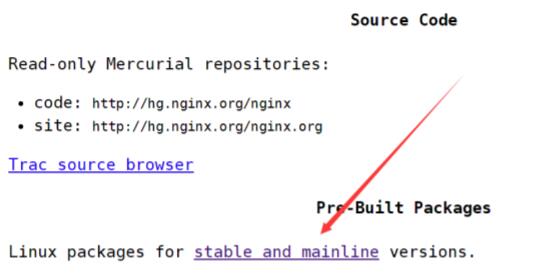 Source Code
Read-only Mercurial repositories:
• code: http://hg.nginx.org/nginx
• site: http://hg.nginx.org/nginx.org
Trac source browser
Pre-Built Packages
Linux packages for stable and mainline versions.